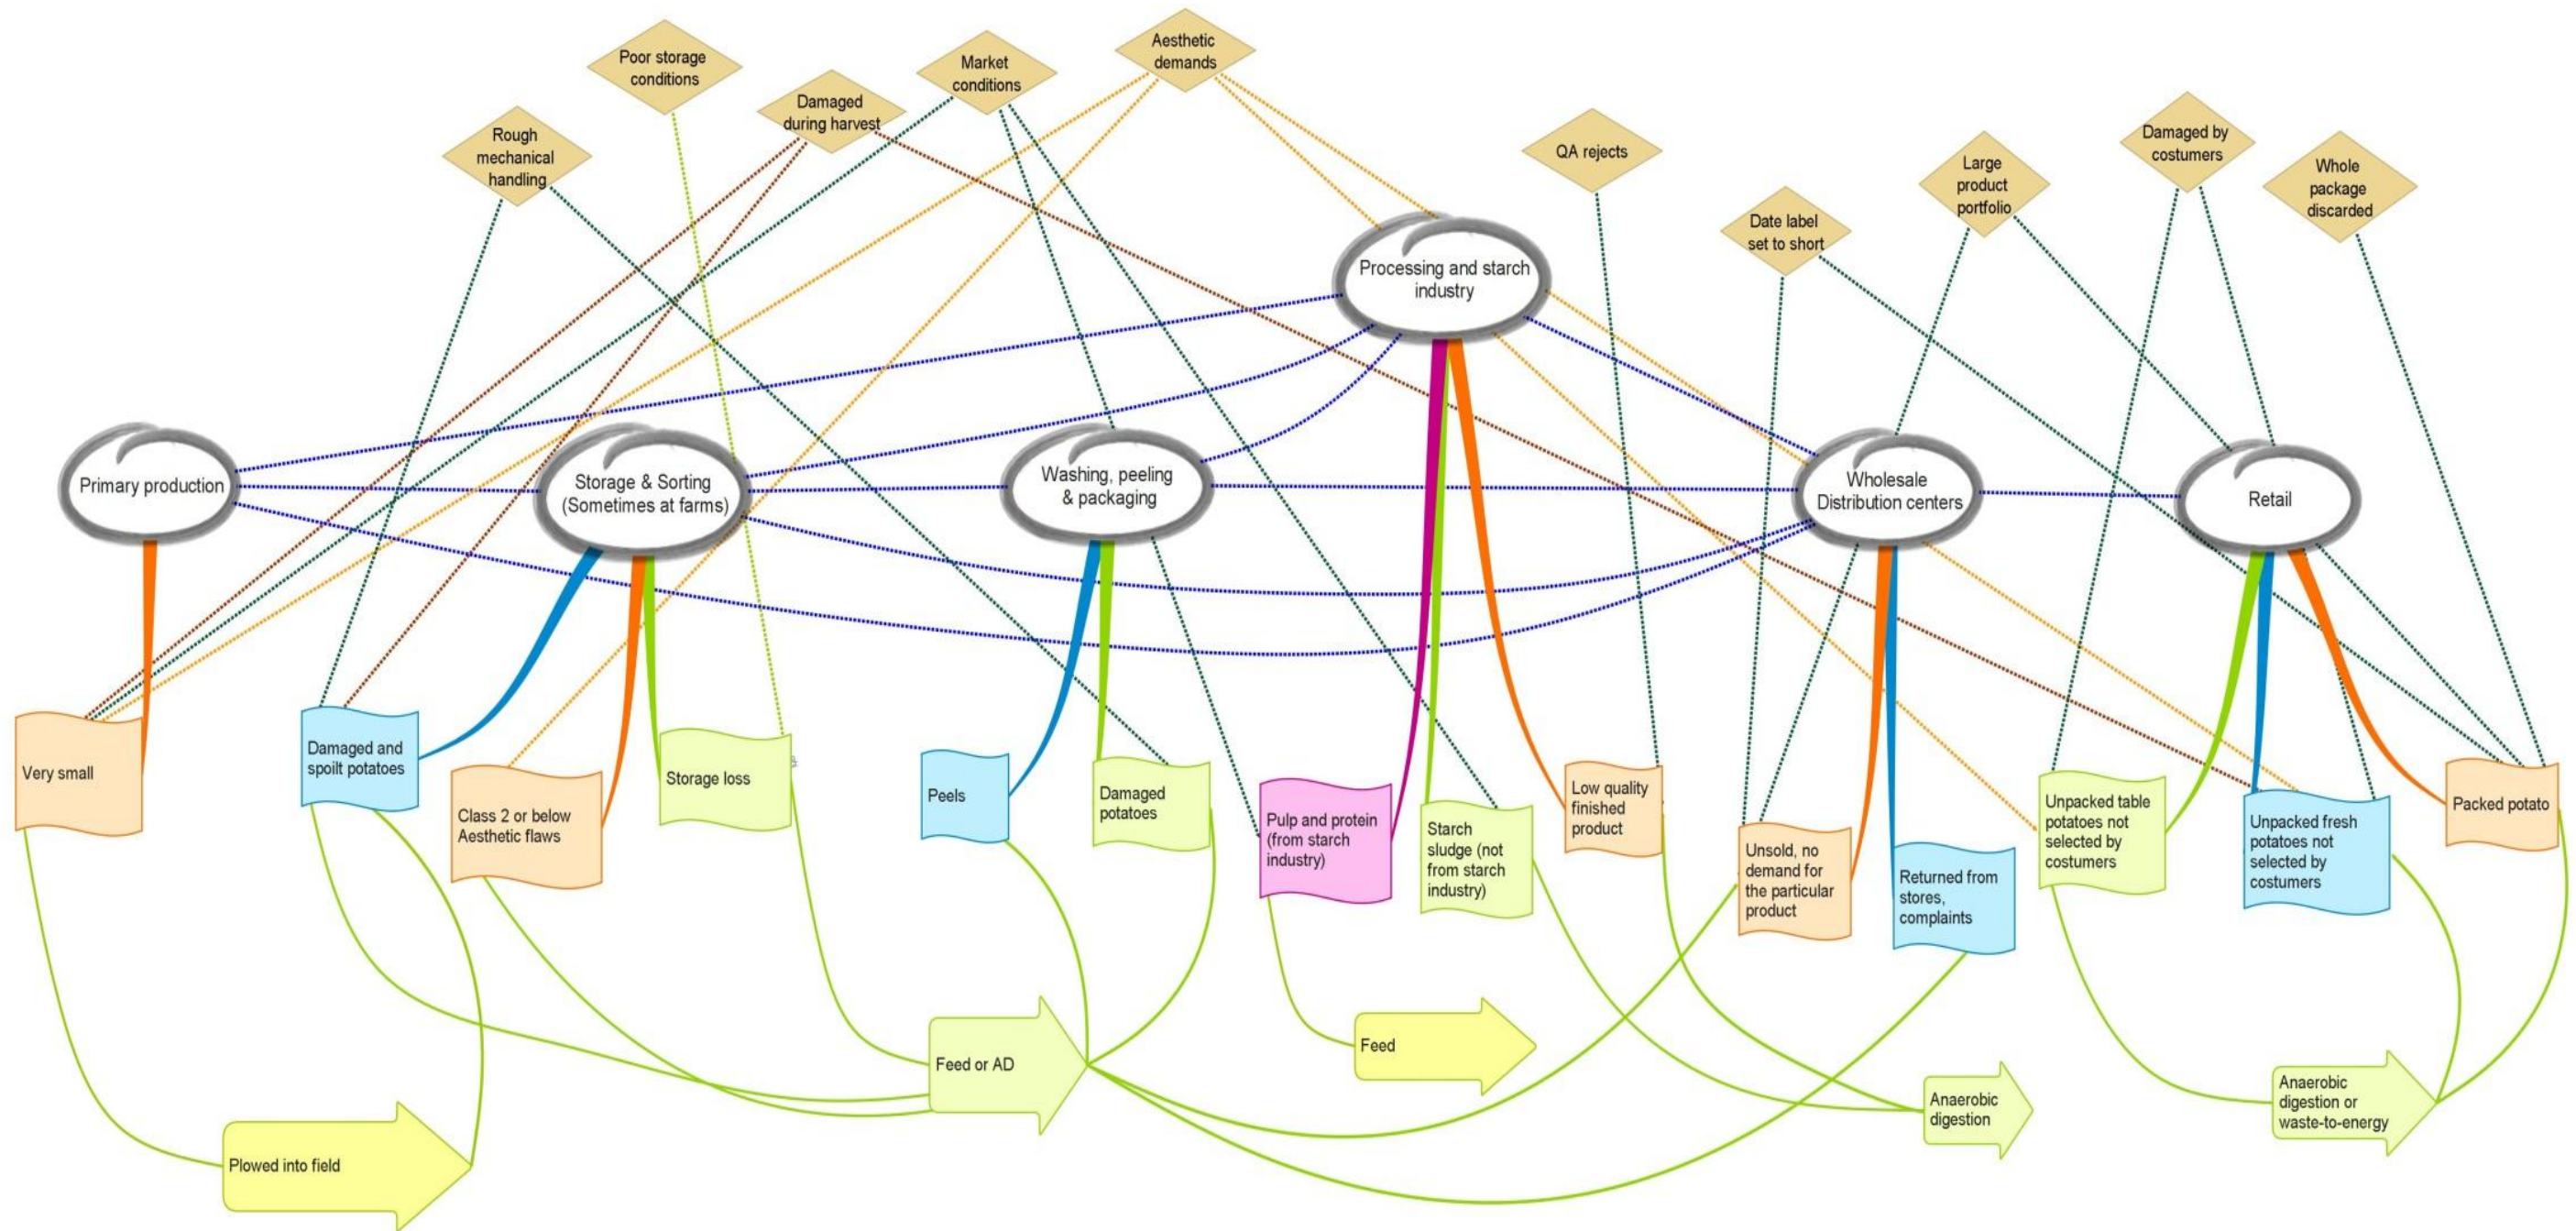 Poor storage
conditions
Damaged
during harvest
Market
conditions
Aesthetic
demands
Rough
mechanical
handling
QA rejects
Date label
set to short
Large
product
portfolio
Damaged by
costumers
Whole
package
discarded
Processing and starch
industry
Primary production
Storage & Sorting
(Sometimes at farms)
Washing, peeling
& packaging
Wholesale
Distribution centers
Retail
Very small
Damaged and
spoilt potatoes
Class 2 or below
Aesthetic flaws
Storage loss
Peels
Damaged
potatoes
Pulp and protein
(from starch
industry)
Starch
sludge (not
from starch
industry)
Low quality
finished
product
Unsold, no
demand for
the particular
product
Returned from
stores,
complaints
Unpacked table
potatoes not
selected by
costumers
Unpacked fresh
potatoes not
selected by
costumers
Packed potato
Plowed into field
Feed or AD
Feed
Anaerobic
digestion
Anaerobic
digestion or
waste-to-energy